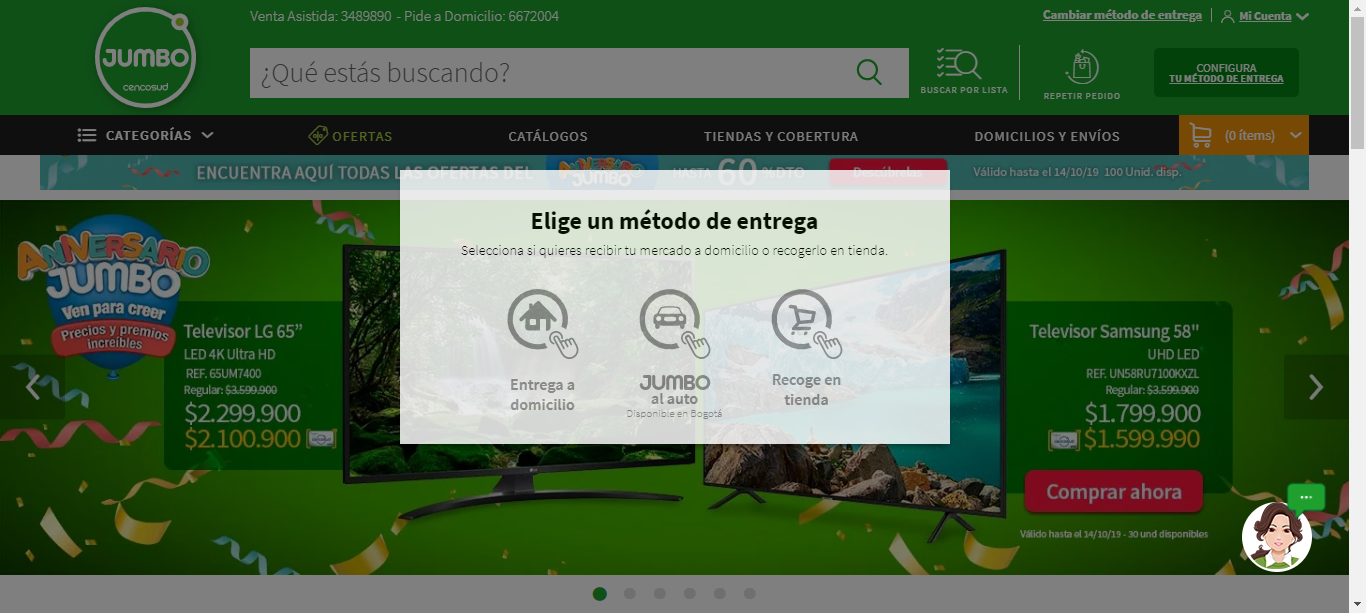 JUMBO
cencosud
Venta Asistida: 3489890 - Pide a Domicilio: 6672004
Cambiar método de entrega
Mi Cuenta
¿Qué estás buscando?
BUSCAR POR LISTA
REPETIR PEDIDO
CONFIGURA
TU MÉTODO DE ENTREGA
CATEGORÍAS
OFERTAS
CATÁLOGOS
TIENDAS Y COBERTURA
DOMICILIOS Y ENVÍOS
(0 ítems)
ENCUENTRA AQUÍ TODAS LAS OFERTAS DEL
ANIVERSARIO
JUMBO
HASTA 60 %DTO
Descúbrelas
Válido hasta el 14/10/19 100 Unid. disp.
Elige un método de entrega
Selecciona si quieres recibir tu mercado a domicilio o recogerlo en tienda.
Entrega a
domicilio
JUMBO
al auto
Disponible en Bogotá
Recoge en
tienda
ANIVERSARIO
JUMBO
Ven para creer
Precios y premios
increíbles
Televisor LG 65”
LED 4K Ultra HD
REF. 65UM7400
Regular: $3.599.900
$2.299.900
$2.100.900
LG
Televisor Samsung 58"
UHD LED
REF. UN58RU7100KXZL
Regular: $3.599.900
$1.799.900
$1.599.990
Comprar ahora
Válido hasta el 14/10/19 - 30 und disponibles